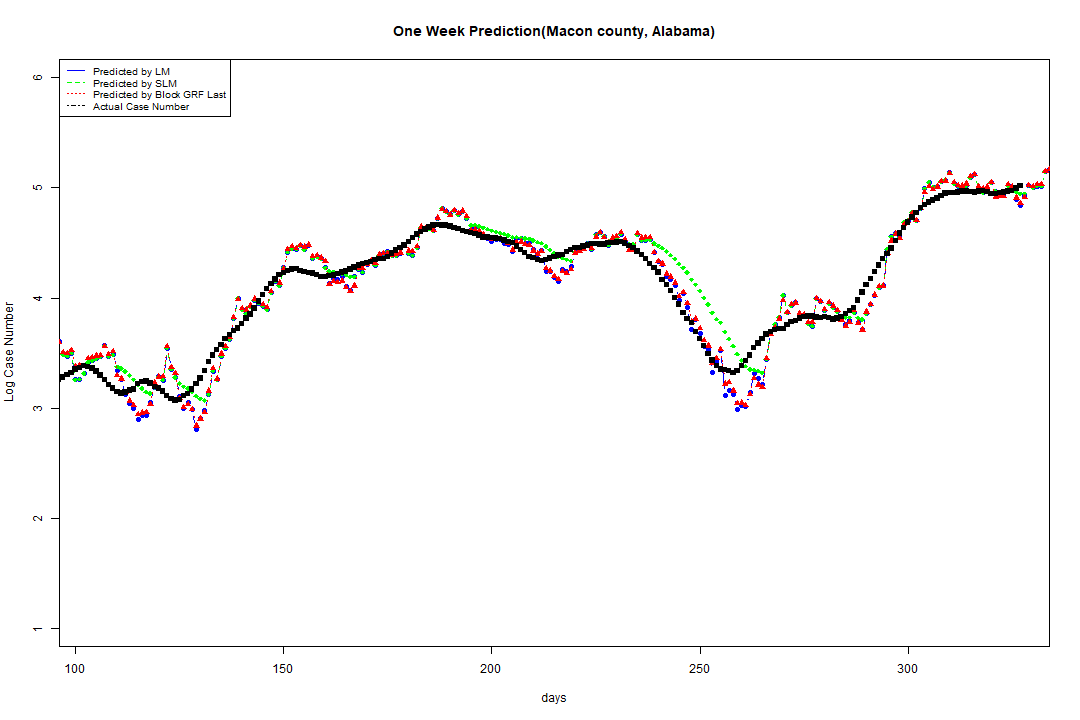 One Week Prediction(Macon county, Alabama)
Predicted by LM
Predicted by SLM
Predicted by Block GRF Last
Actual Case Number
6
5
4
3
2
1
Log Case Number
100 150 200 250 300
days